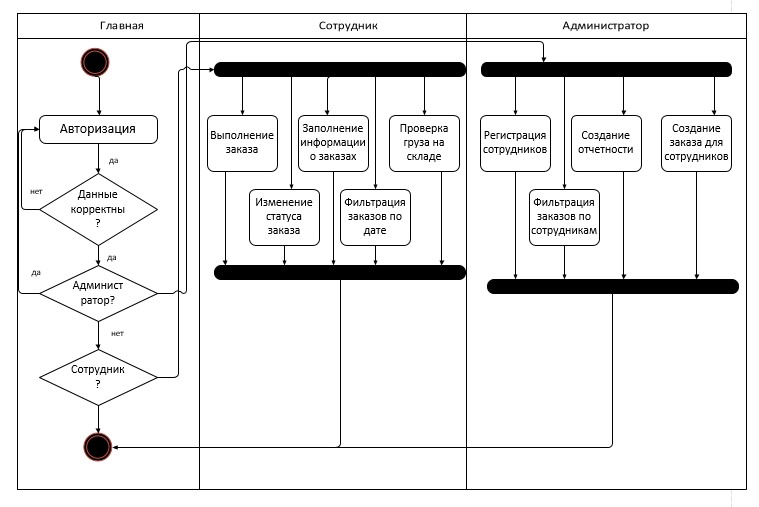 Главная
Сотрудник
Администратор
Авторизация
да
Данные
корректны
?
нет
да
да
Админист
ратор?
нет
Сотрудник
?
Выполнение
заказа
Заполнение
информации
о заказах
Проверка
груза на
складе
Изменение
статуса
заказа
Фильтрация
заказов по
дате
Регистрация
сотрудников
Создание
отчетности
Создание
заказа для
сотрудников
Фильтрация
заказов по
сотрудникам